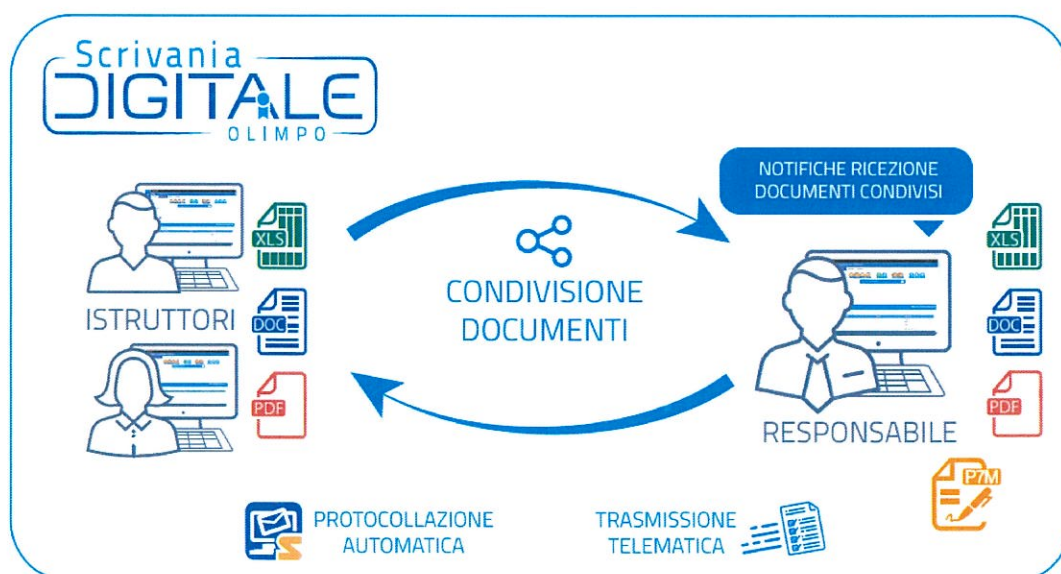 Scrivania
DIGITALE
OLIMPO
NOTIFICHE RICEZIONE
DOCUMENTI CONDIVISI
XLS
DOC
PDF
ISTRUTTORI
CONDIVISIONE
DOCUMENTI
XLS
DOC
PDF
RESPONSABILE
P7M
PROTOCOLLAZIONE
AUTOMATICA
TRASMISSIONE
TELEMATICA